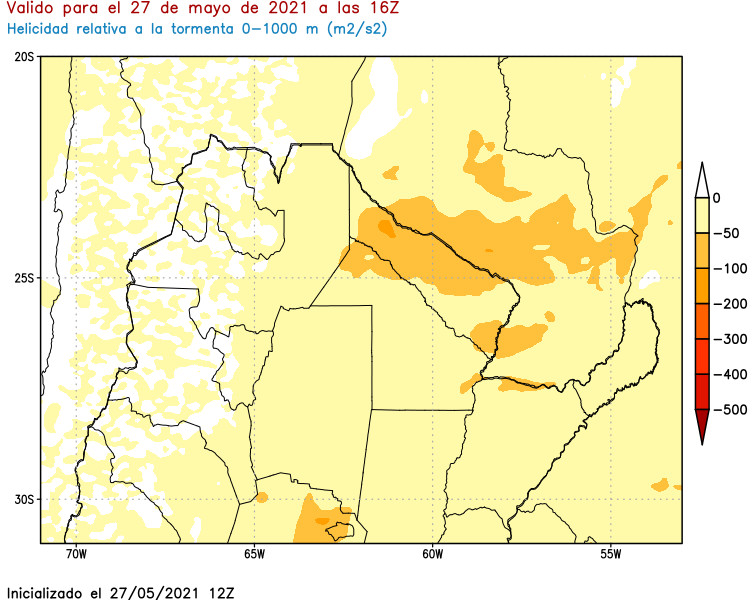 Valido para el 27 de mayo de 2021 a las 16Z
Helicidad relativa a la tormenta 0-1000 m (m2/s2)
20S
25S
30S
70W
65W
60W
55W
0
-50
-100
-200
-300
-400
-500
Inicializado el 27/05/2021 12Z